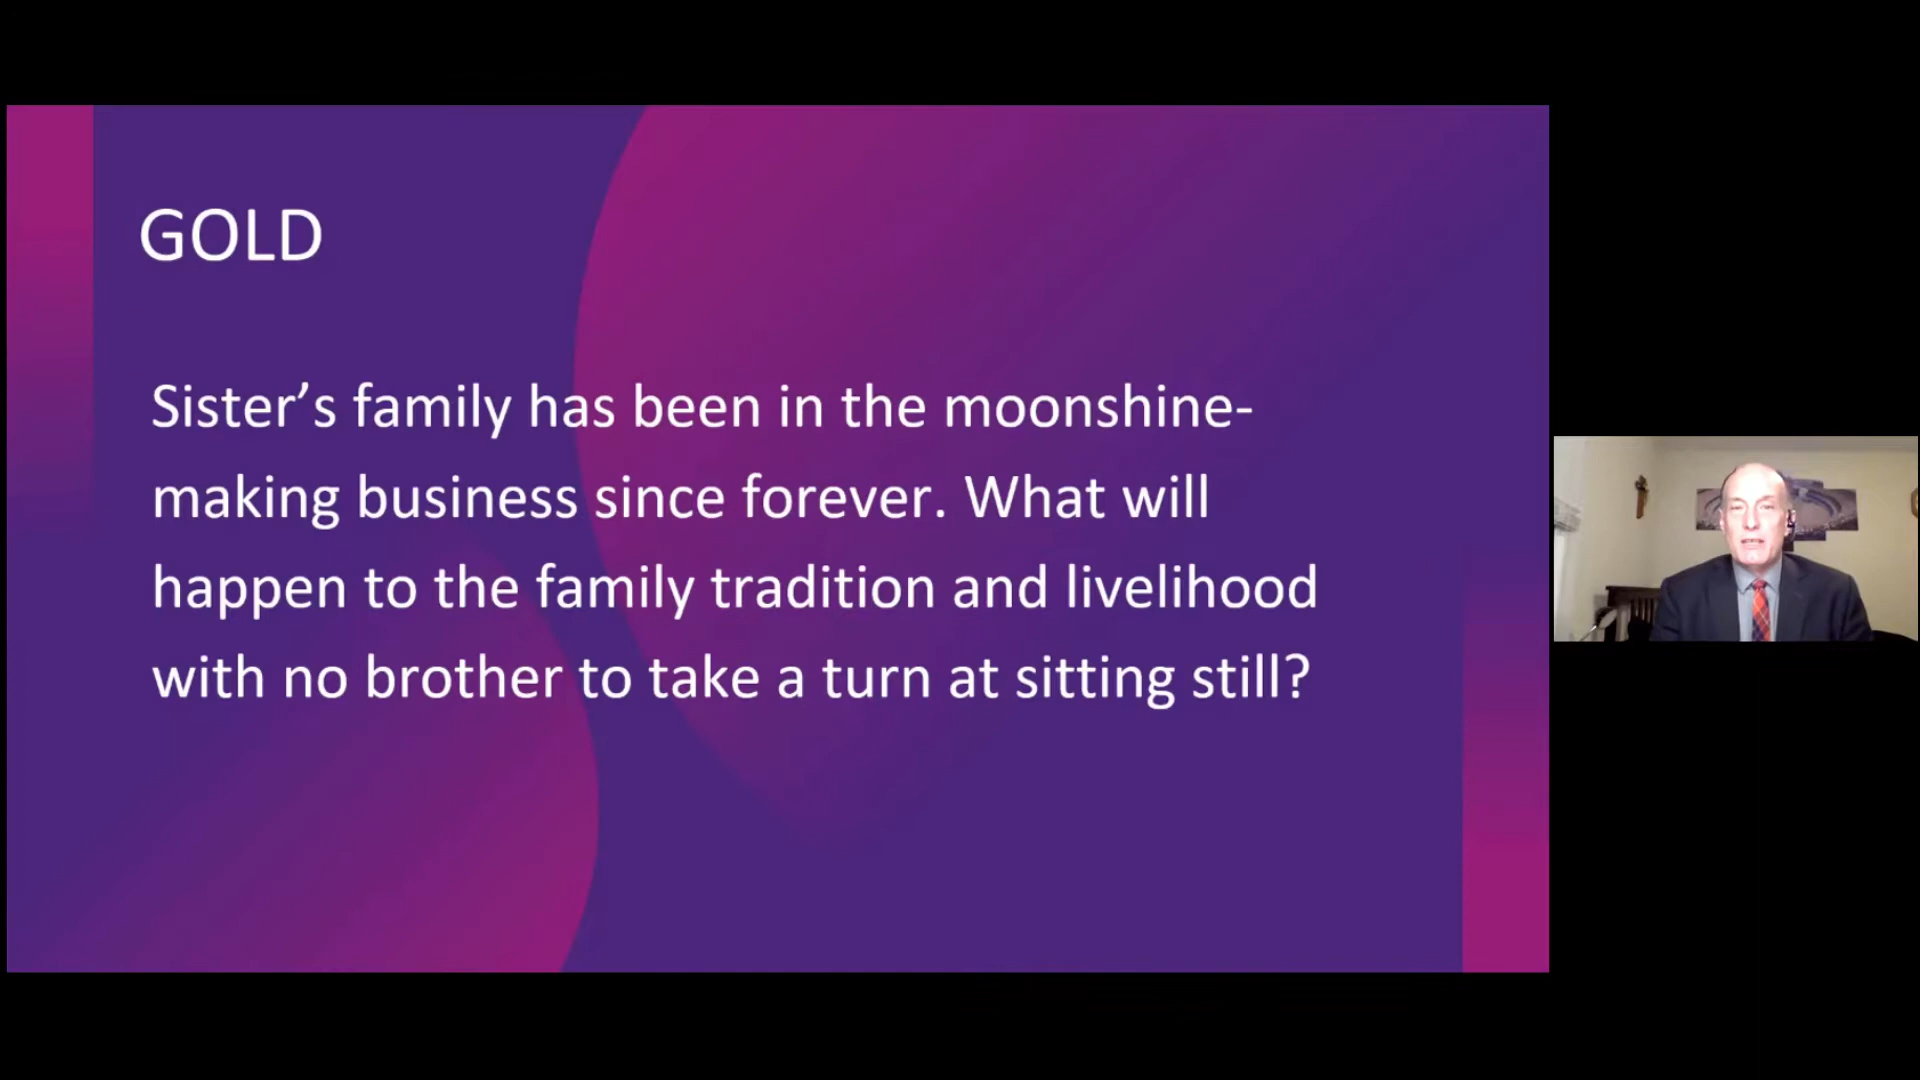 GOLD
Sister’s family has been in the moonshine-
making business since forever. What will
happen to the family tradition and livelihood
with no brother to take a turn at sitting still?